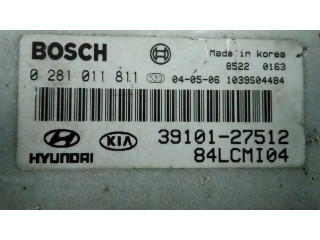 BOSCH
Made in korea
8522 0163
0 281 011 811 04-05-06 1039S04484
HYUNDAI KIA 39101-27512
84LCMI04